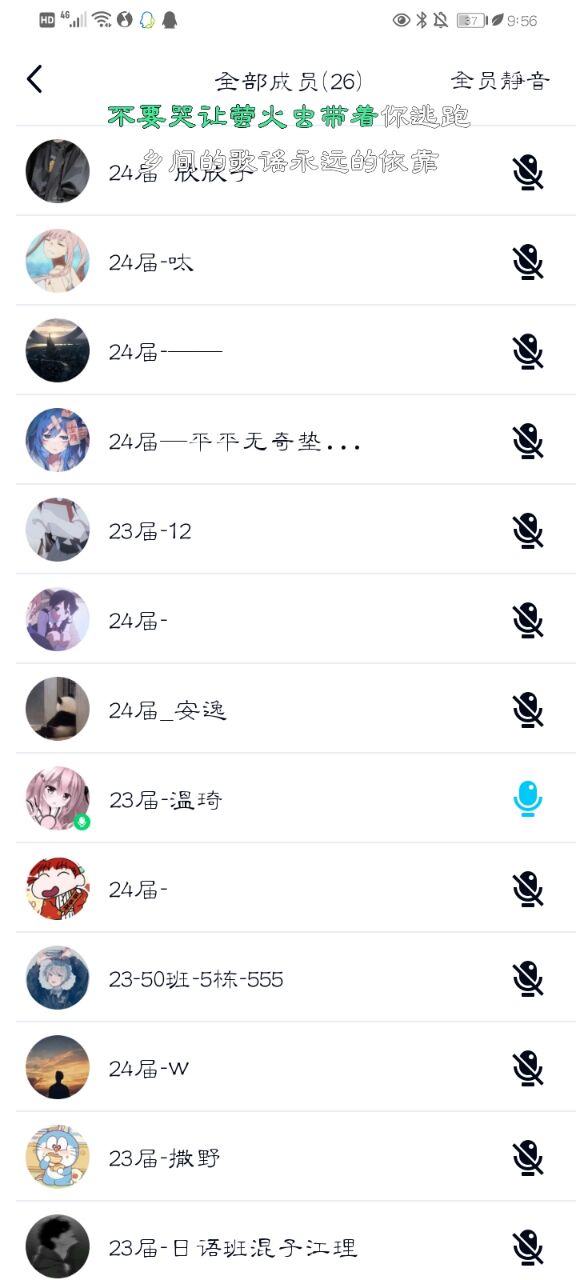 HD 4G 37 9:56
全部成员(26) 全员静音
不要哭让萤火虫带着你逃跑
乡间的歌谣永远的依靠
24届-欣欣子
24届-呔
24届-——
24届—平平无奇垫...
23届-12
24届-
24届_安逸
23届-温琦
24届-
23-50班-5栋-555
24届-W
23届-撒野
23届-日语班混子江理